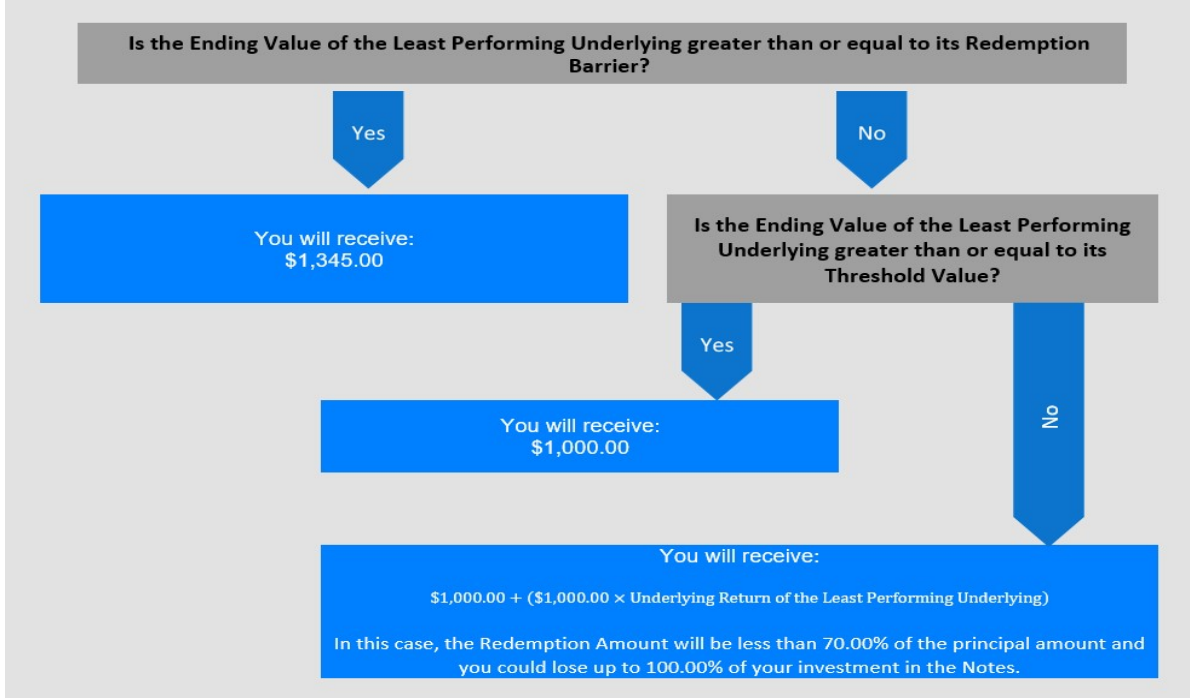 Is the Ending Value of the Least Performing Underlying greater than or equal to its Redemption
Barrier?
Yes
No
You will receive:
$1,345.00
Is the Ending Value of the Least Performing
Underlying greater than or equal to its
Threshold Value?
Yes
No
You will receive:
$1,000.00
You will receive:
$1,000.00 + ($1,000.00 × Underlying Return of the Least Performing Underlying)
In this case, the Redemption Amount will be less than 70.00% of the principal amount and
you could lose up to 100.00% of your investment in the Notes.